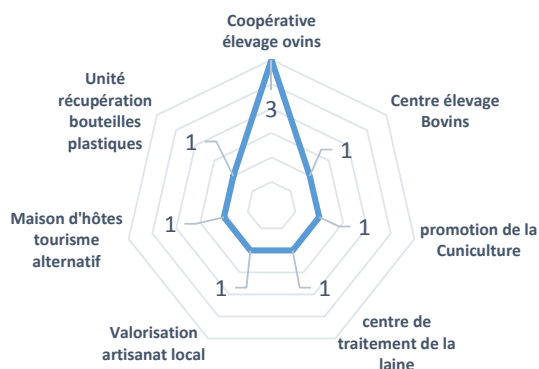 Coopérative
élevage ovins
3
Centre élevage
Bovins
1
promotion de la
Cuniculture
1
centre de
traitement de la
laine
1
Valorisation
artisanat local
1
Maison d'hôtes
tourisme
alternatif
1
Unité
récupération
bouteilles
plastiques
1